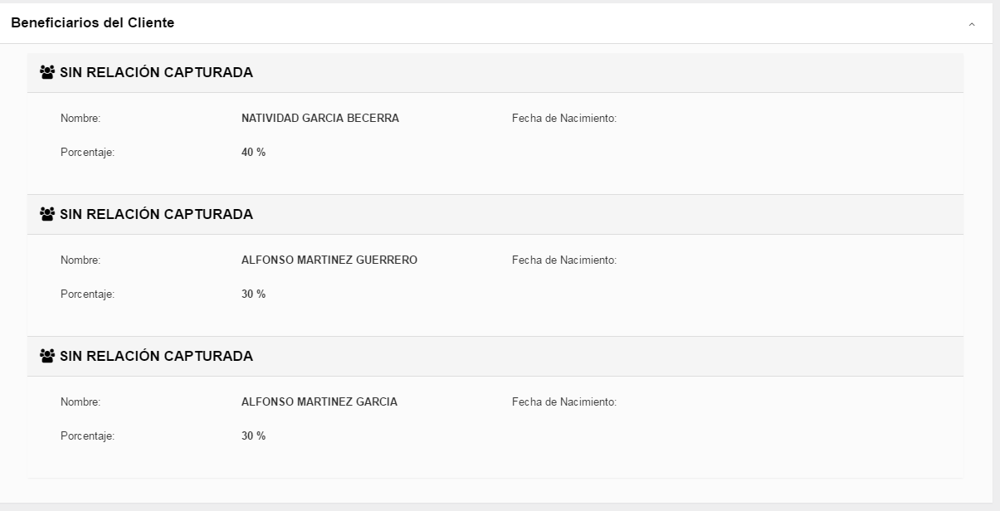 Beneficiarios del Cliente
SIN RELACIÓN CAPTURADA
Nombre: NATIVIDAD GARCIA BECERRA Fecha de Nacimiento:
Porcentaje: 40 %
SIN RELACIÓN CAPTURADA
Nombre: ALFONSO MARTINEZ GUERRERO Fecha de Nacimiento:
Porcentaje: 30 %
SIN RELACIÓN CAPTURADA
Nombre: ALFONSO MARTINEZ GARCIA Fecha de Nacimiento:
Porcentaje: 30 %